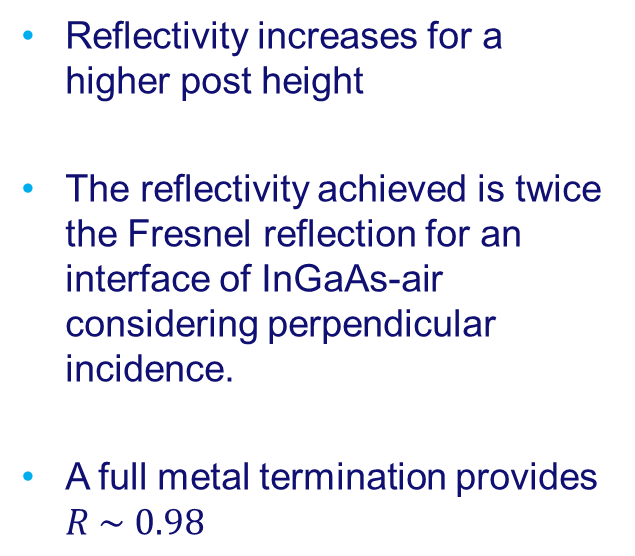 • Reflectivity increases for a
higher post height
• The reflectivity achieved is twice
the Fresnel reflection for an
interface of InGaAs-air
considering perpendicular
incidence.
• A full metal termination provides
R ~ 0.98